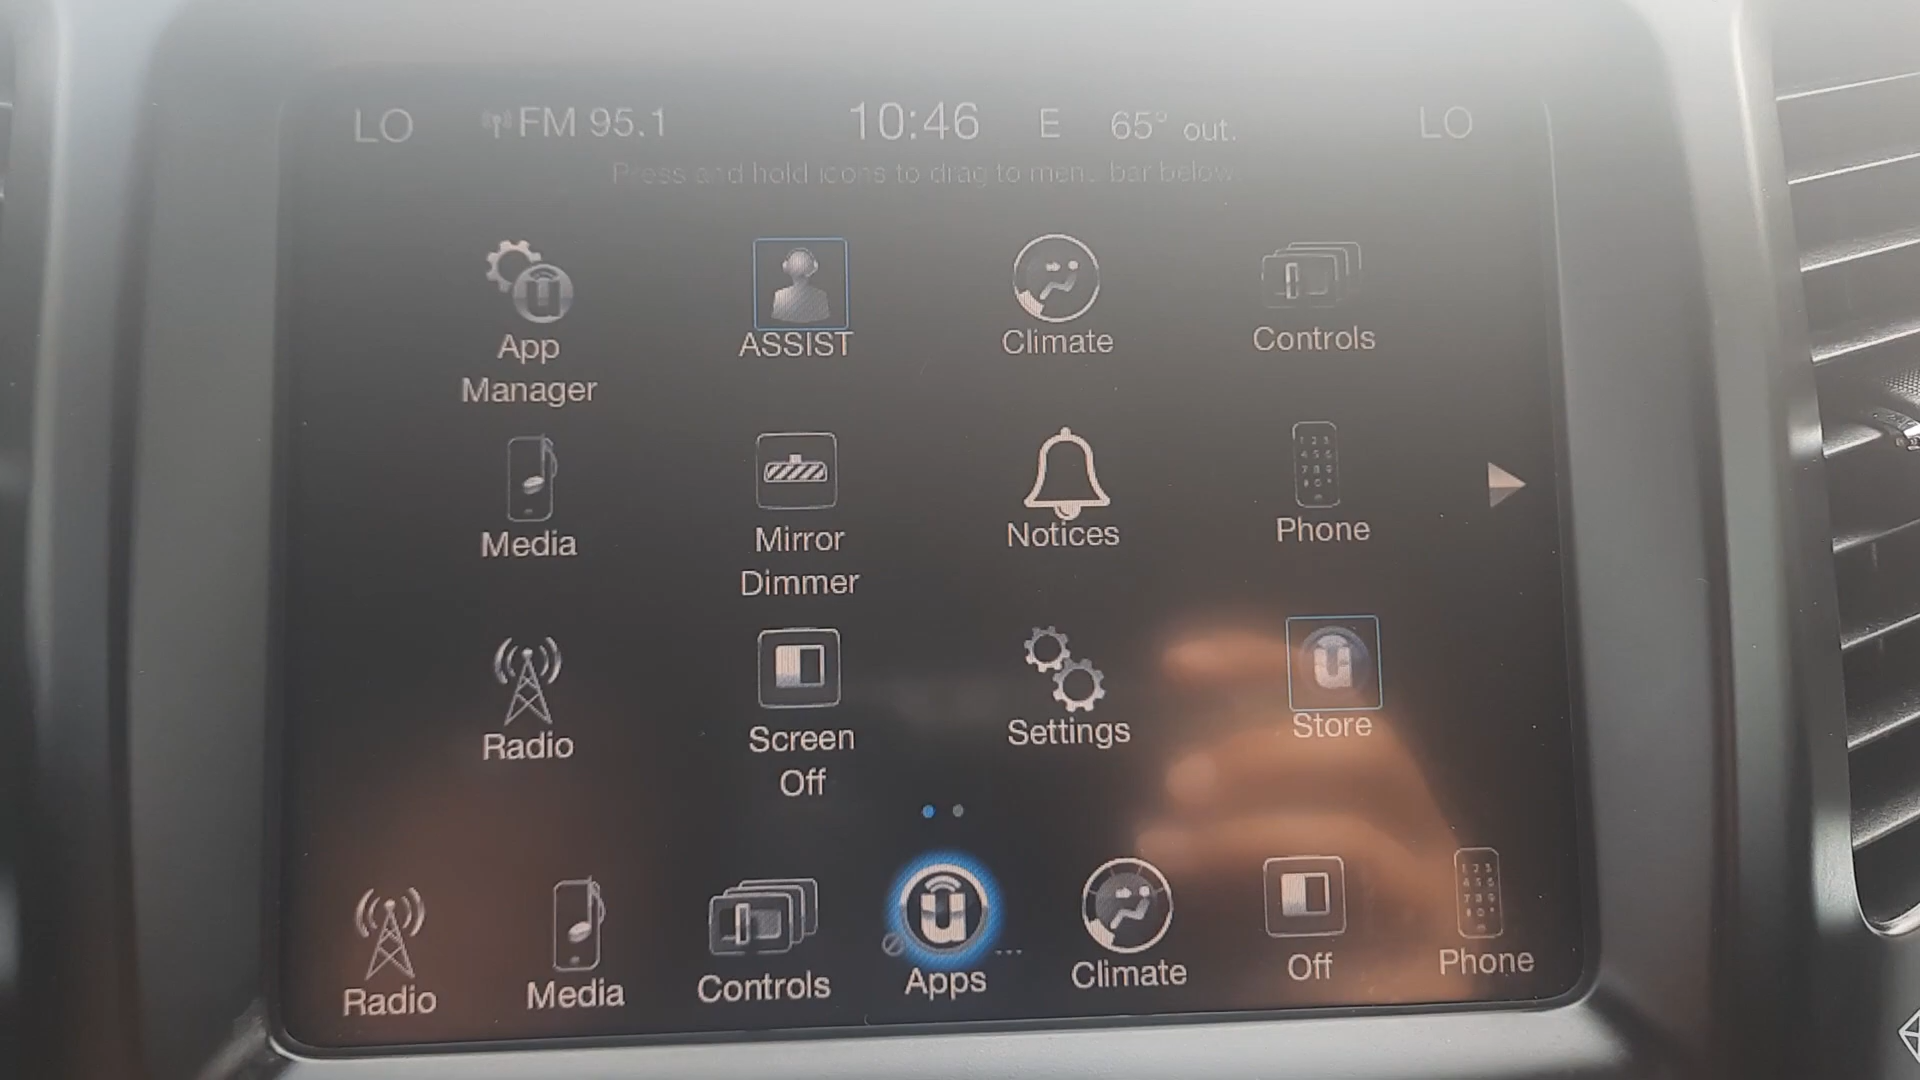 LO FM 95.1 10:46 E 65° out. LO
Press and hold icons to drag to menu bar below.
App Manager
ASSIST
Climate
Controls
Media
Mirror Dimmer
Notices
Phone
Radio
Screen Off
Settings
Store
Radio Media Controls Apps Climate Off Phone